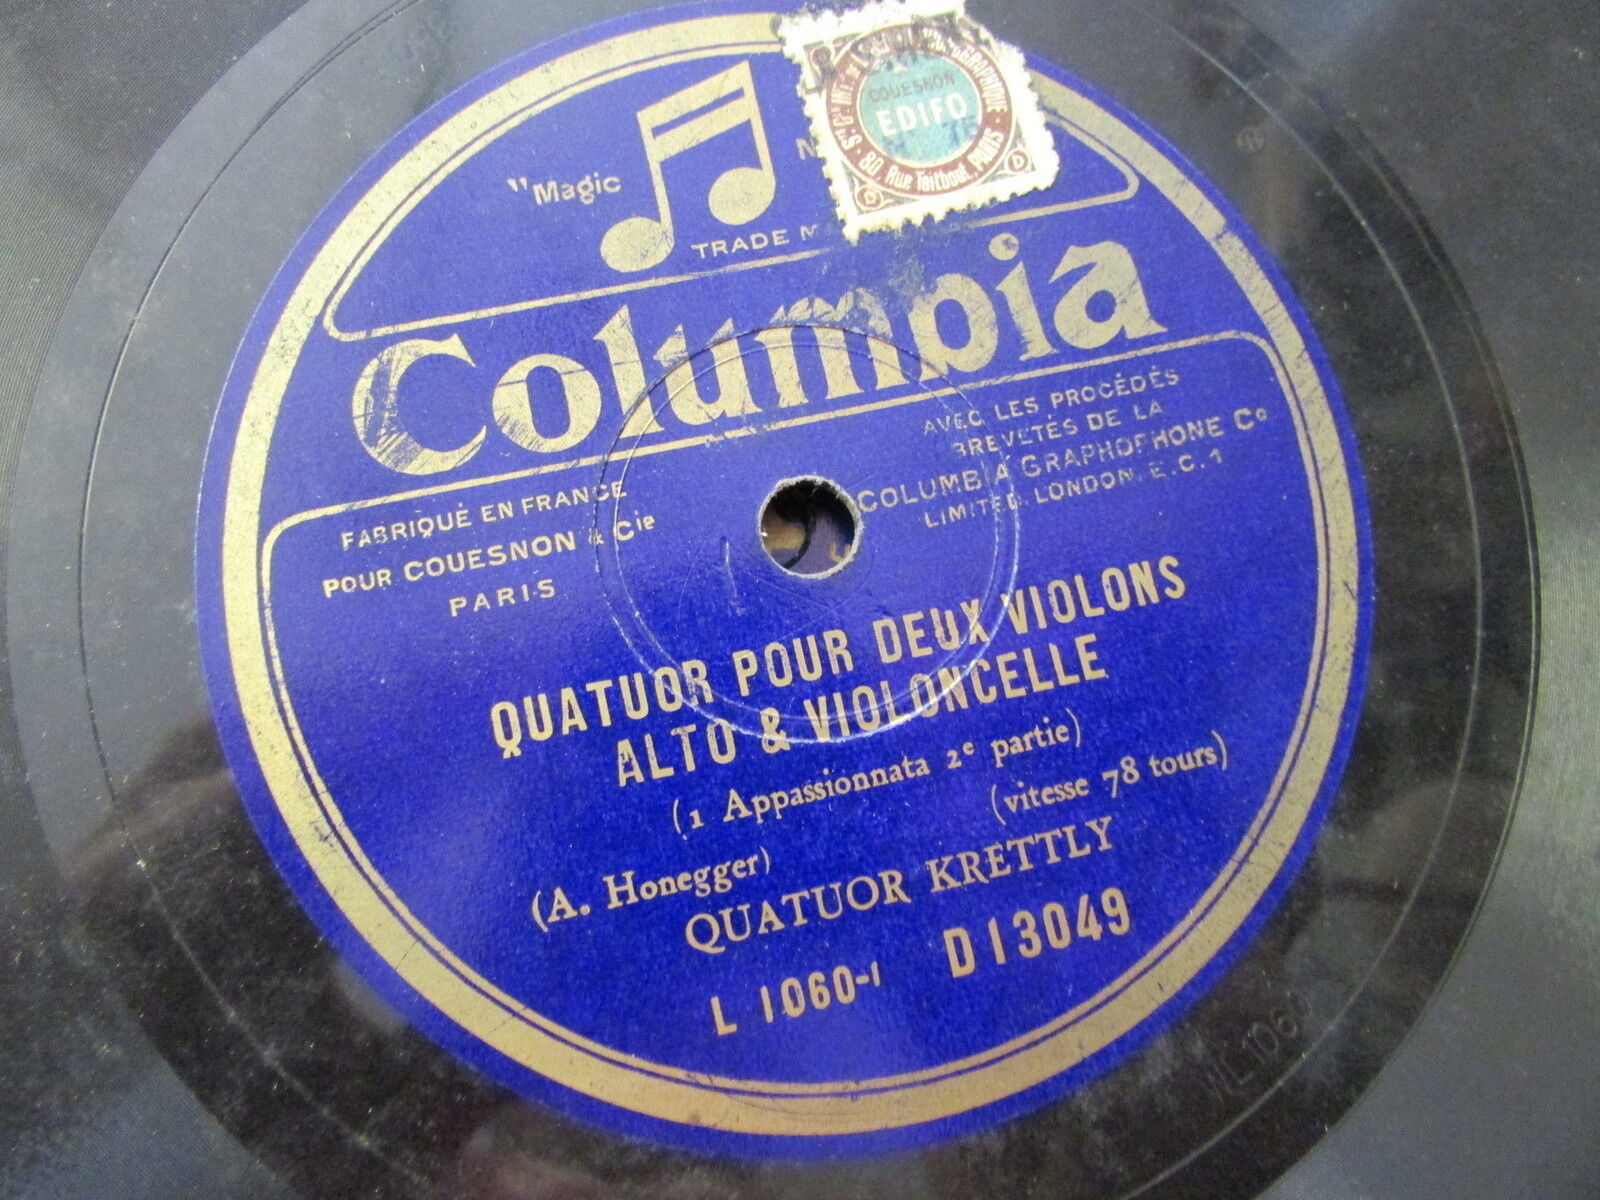 "Magic
TRADE
Columbia
COUESNON
EDIFO
80, Rue Taitbout, PARIS
FABRIQUÉ EN FRANCE
POUR COUESNON & Cie
PARIS
AVEC LES PROCÉDÉS
BREVETÉS DE LA
COLUMBIA GRAPHOPHONE Co
LIMITED. LONDON. E.C.1
QUATUOR POUR DEUX VIOLONS
ALTO & VIOLONCELLE
(1 Appassionnata 2e partie)
(vitesse 78 tours)
(A. Honegger)
QUATUOR KRETTLY
L 1060-1 D13049